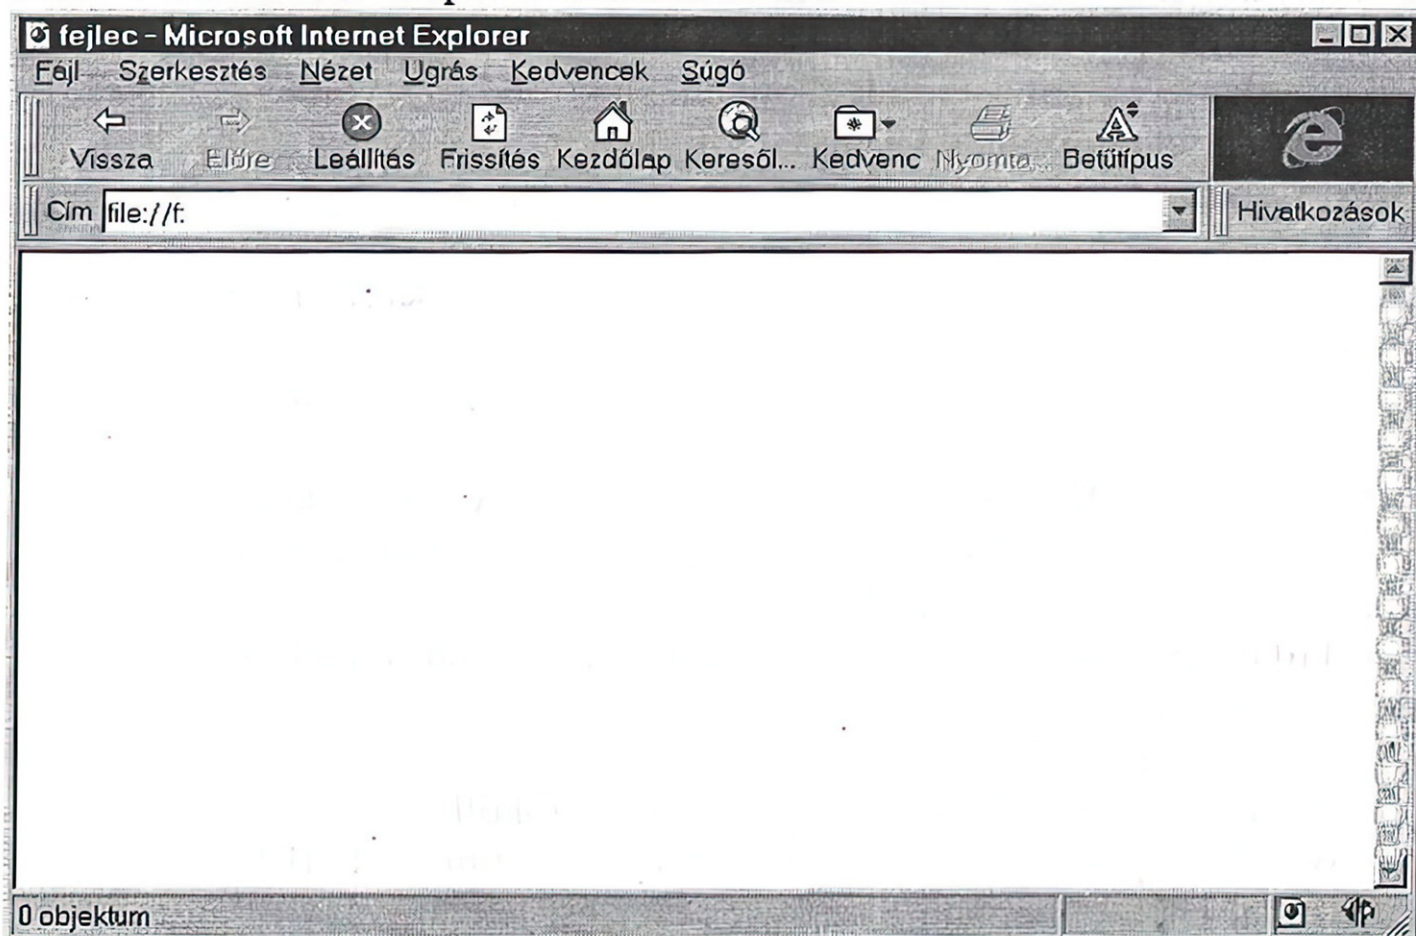 fejlec – Microsoft Internet Explorer
Fájl Szerkesztés Nézet Ugrás Kedvencek Súgó
Vissza Előre Leállítás Frissítés Kezdőlap Keresől... Kedvenc Nyomta... Betűtípus
Cím file://f: Hivatkozások
0 objektum